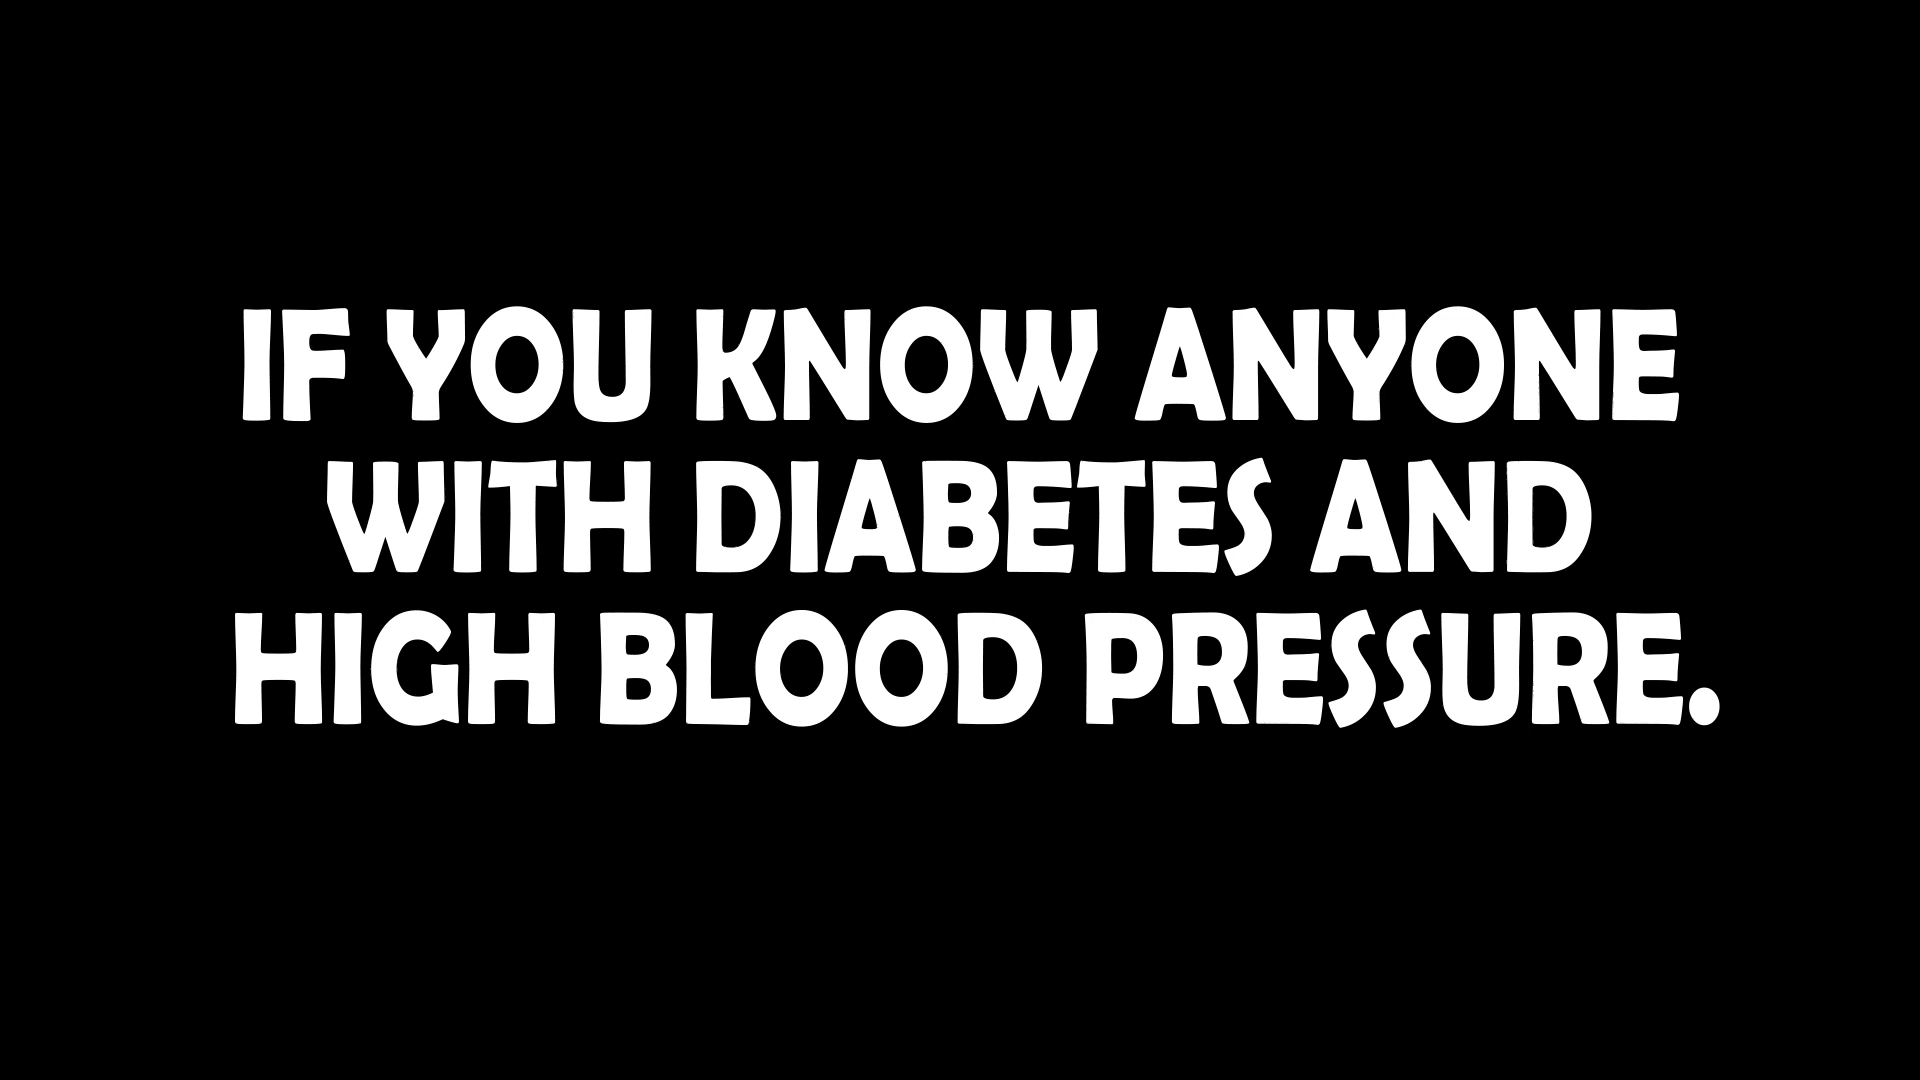 IF YOU KNOW ANYONE
WITH DIABETES AND
HIGH BLOOD PRESSURE.